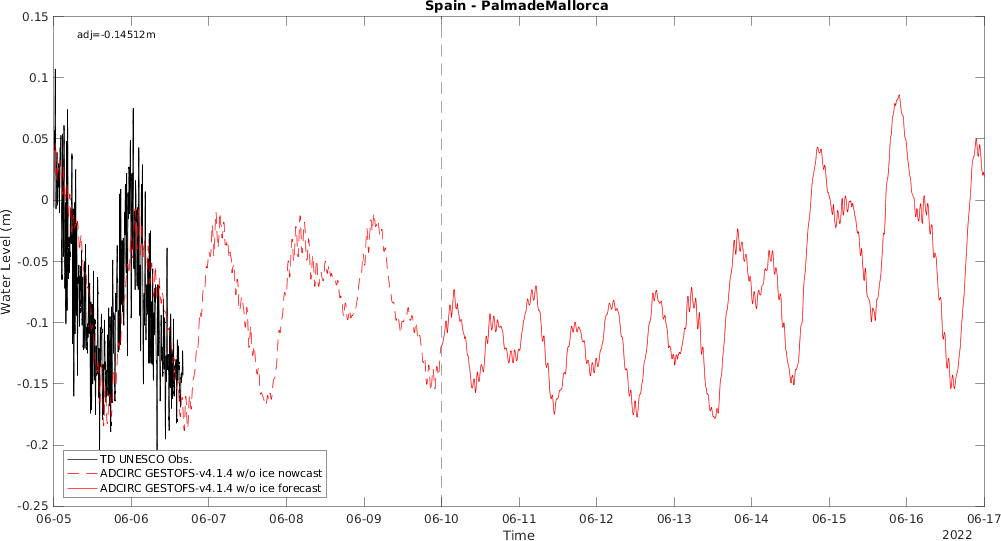 Spain - PalmadeMallorca
adj=-0.14512m
0.15
0.1
0.05
0
-0.05
-0.1
-0.15
-0.2
-0.25
Water Level (m)
TD UNESCO Obs.
ADCIRC GESTOFS-v4.1.4 w/o ice nowcast
ADCIRC GESTOFS-v4.1.4 w/o ice forecast
06-05 06-06 06-07 06-08 06-09 06-10 06-11 06-12 06-13 06-14 06-15 06-16 06-17
Time
2022